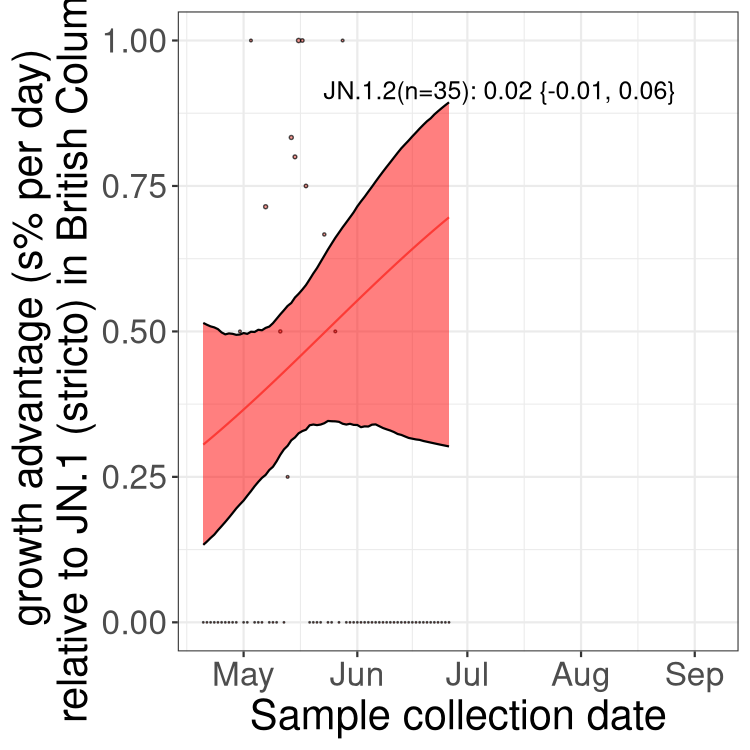 growth advantage (s% per day)
relative to JN.1 (stricto) in British Colum
1.00
0.75
0.50
0.25
0.00
JN.1.2(n=35): 0.02 {-0.01, 0.06}
May Jun Jul Aug Sep
Sample collection date